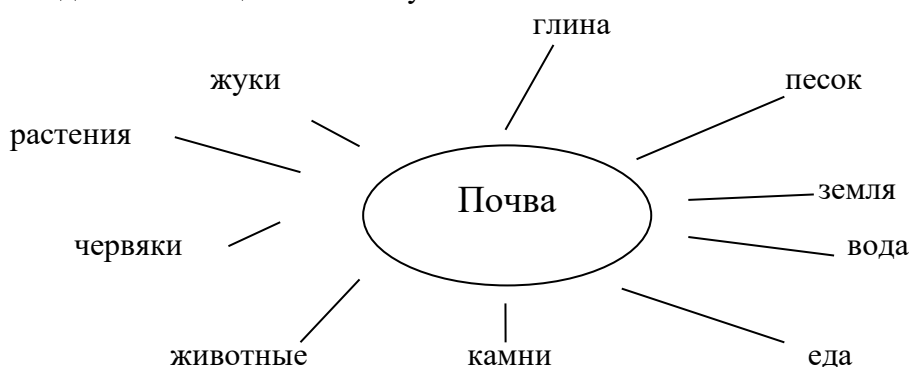 глина
жуки
песок
растения
Почва
земля
червяки
вода
животные
камни
еда